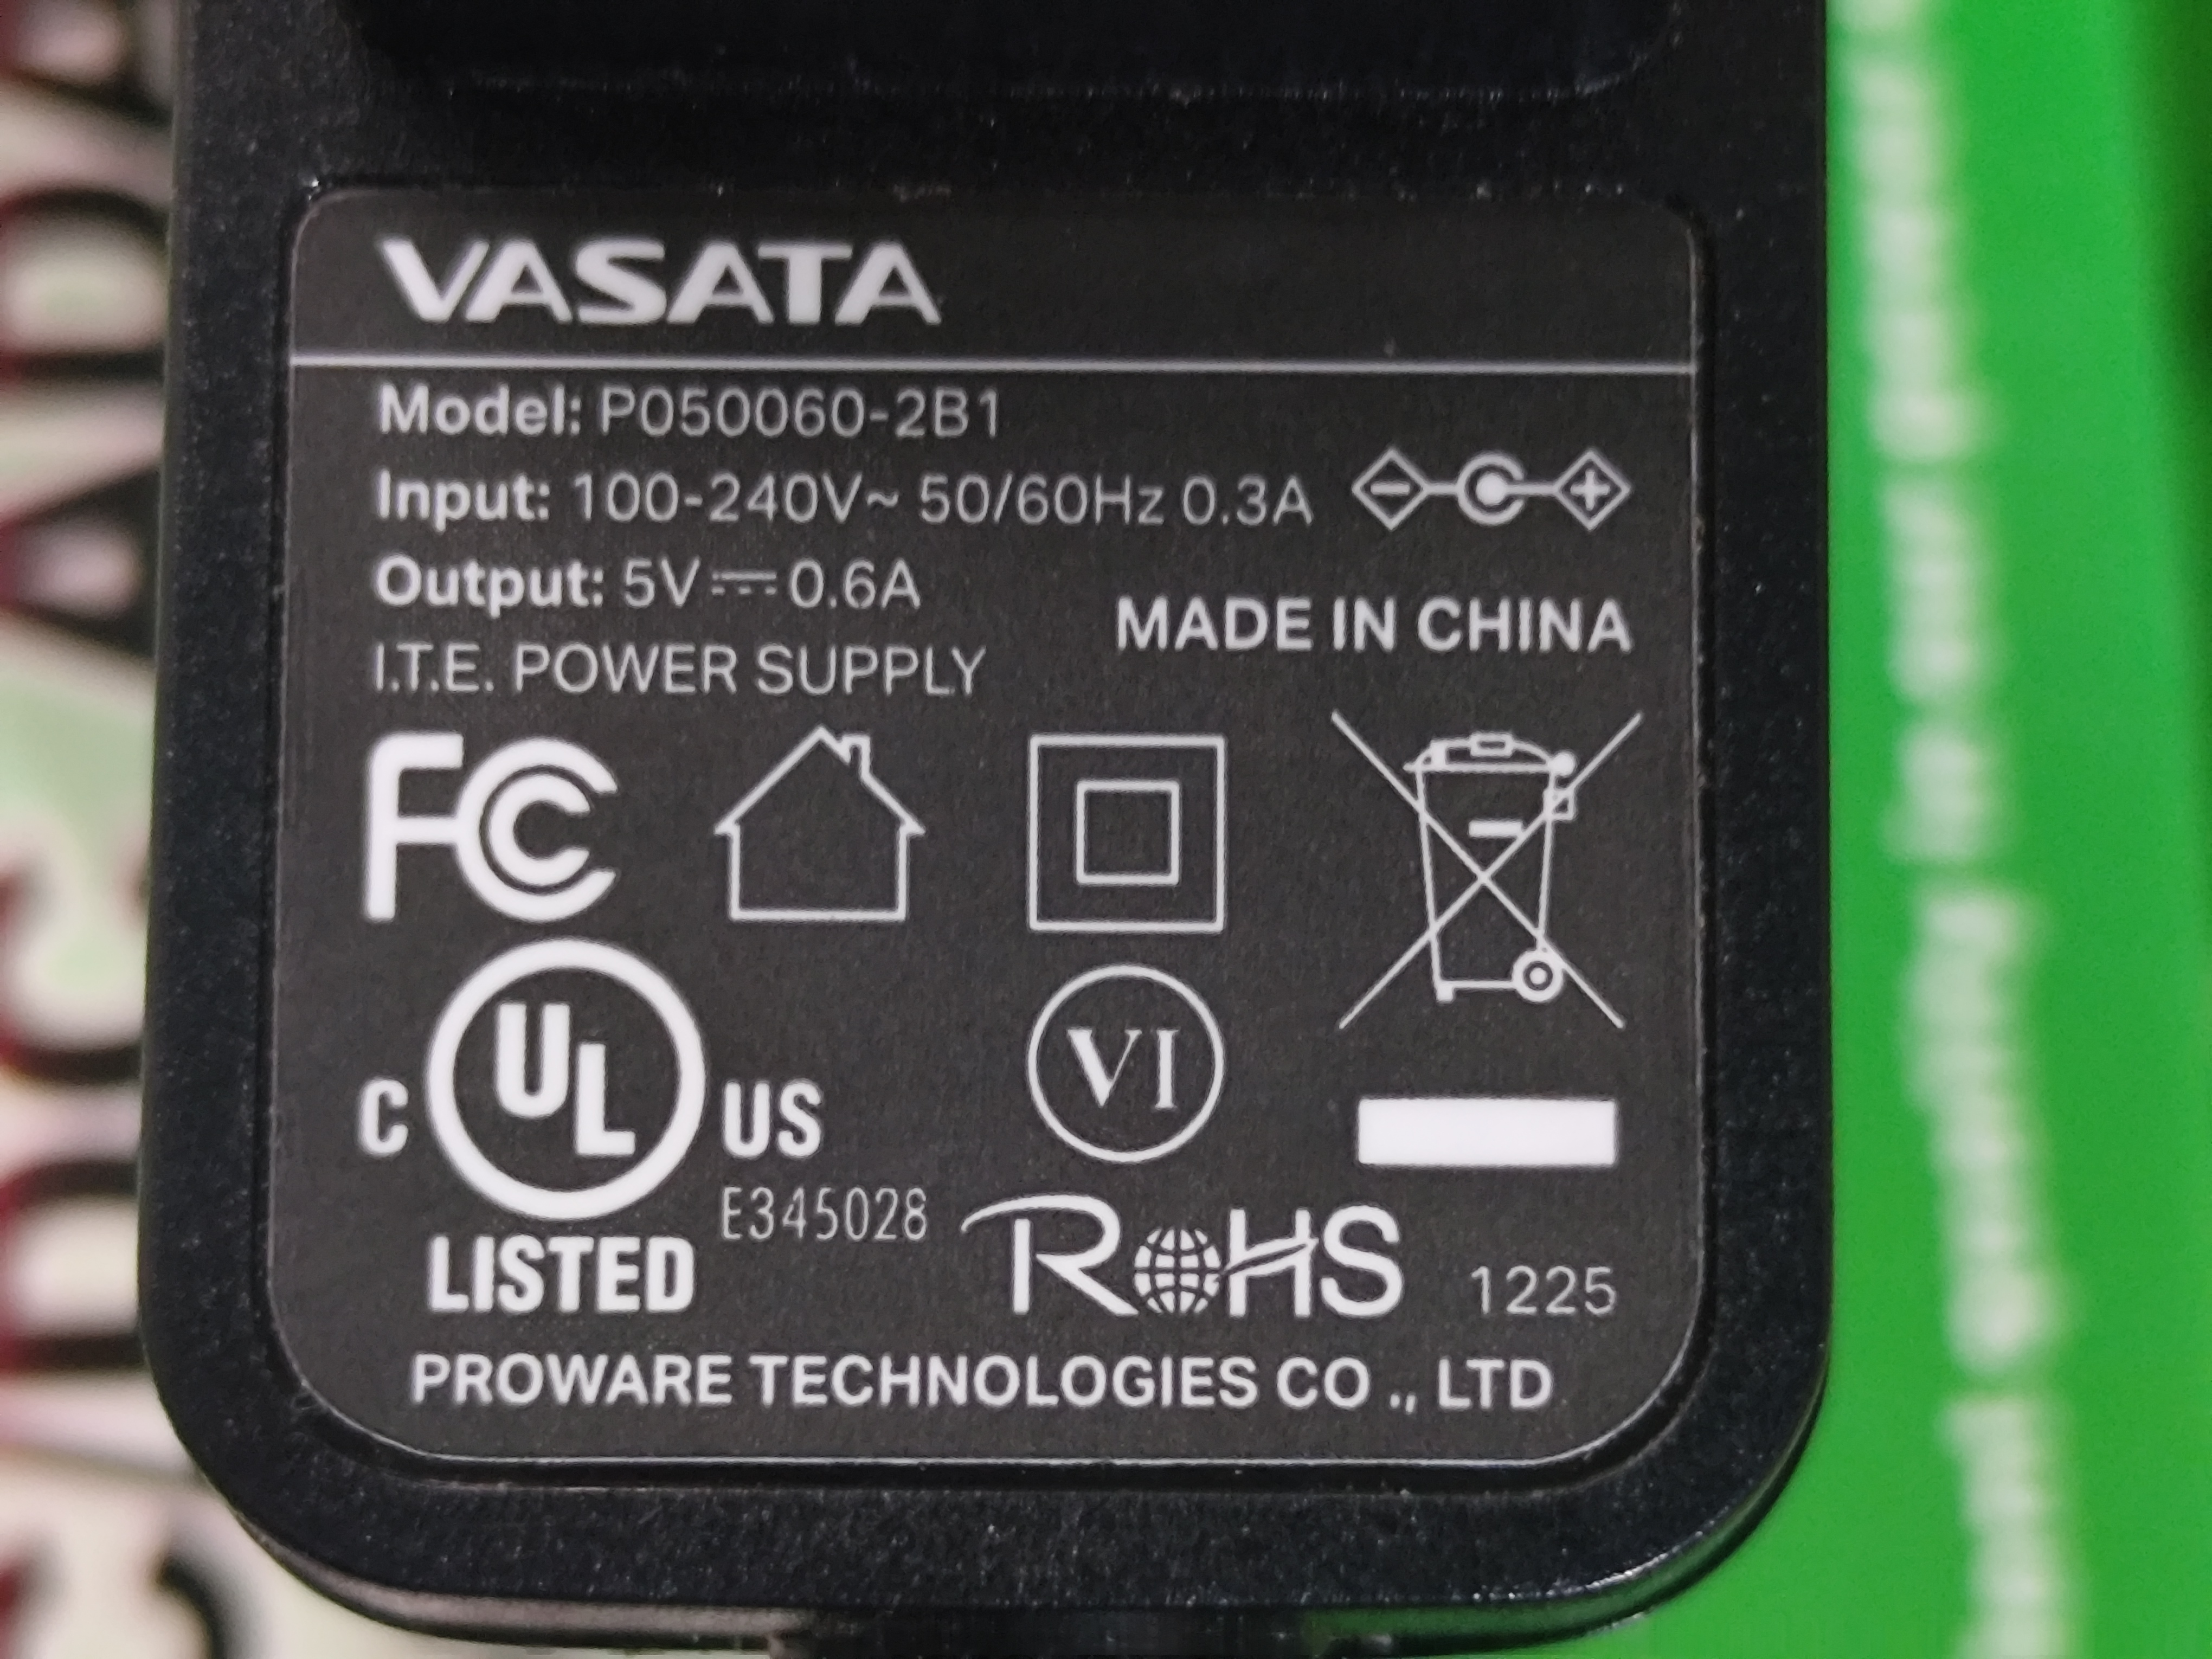 VASATA
Model: P050060-2B1
Input: 100-240V~ 50/60Hz 0.3A
Output: 5V⎓0.6A
MADE IN CHINA
I.T.E. POWER SUPPLY
FC
C UL US
VI
E345028
LISTED
RoHS
1225
PROWARE TECHNOLOGIES CO ., LTD